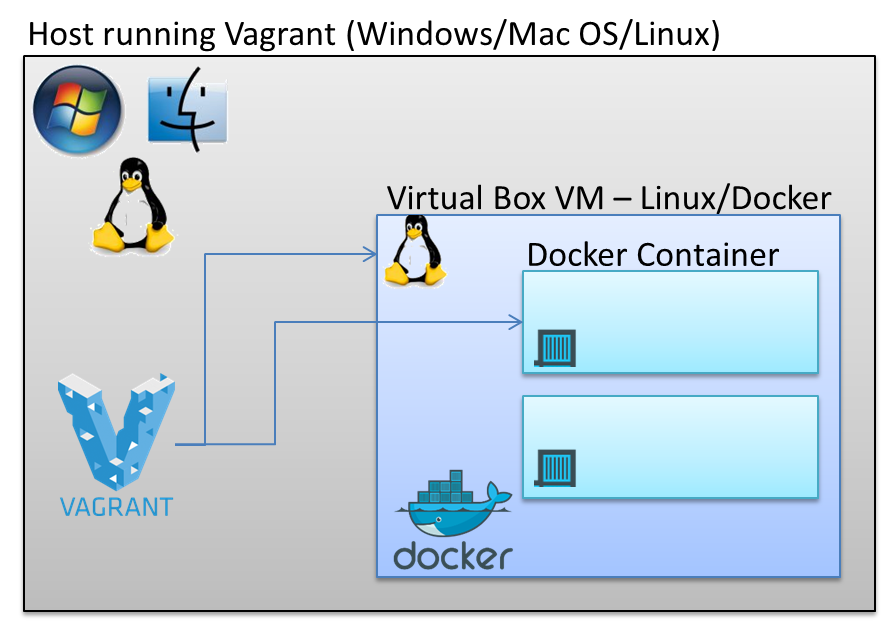 Host running Vagrant (Windows/Mac OS/Linux)
Virtual Box VM – Linux/Docker
Docker Container
VAGRANT
docker